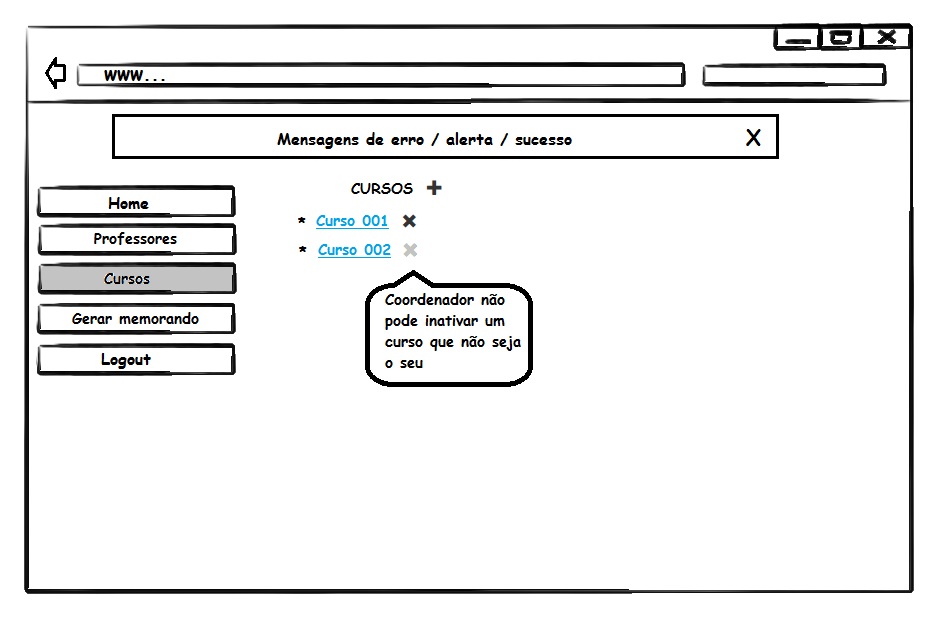 www...
Mensagens de erro / alerta / sucesso X
CURSOS +
Home
* Curso 001
Professores
* Curso 002
Cursos
Coordenador não
pode inativar um
curso que não seja
o seu
Gerar memorando
Logout